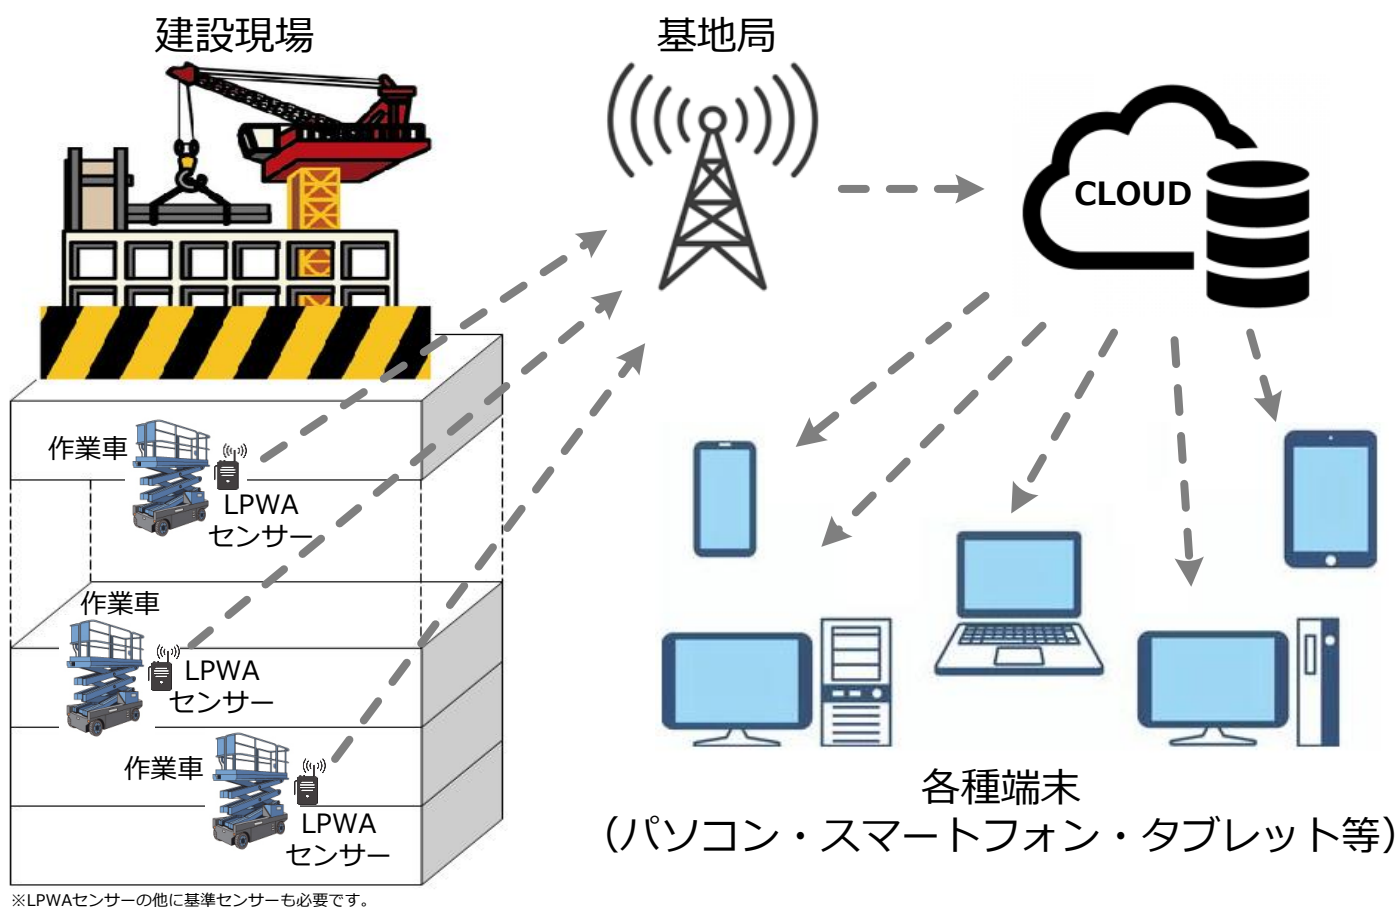 建設現場
基地局
CLOUD
作業車
LPWA
センサー
作業車
LPWA
センサー
作業車
LPWA
センサー
各種端末
（パソコン・スマートフォン・タブレット等）
※LPWAセンサーの他に基準センサーも必要です。